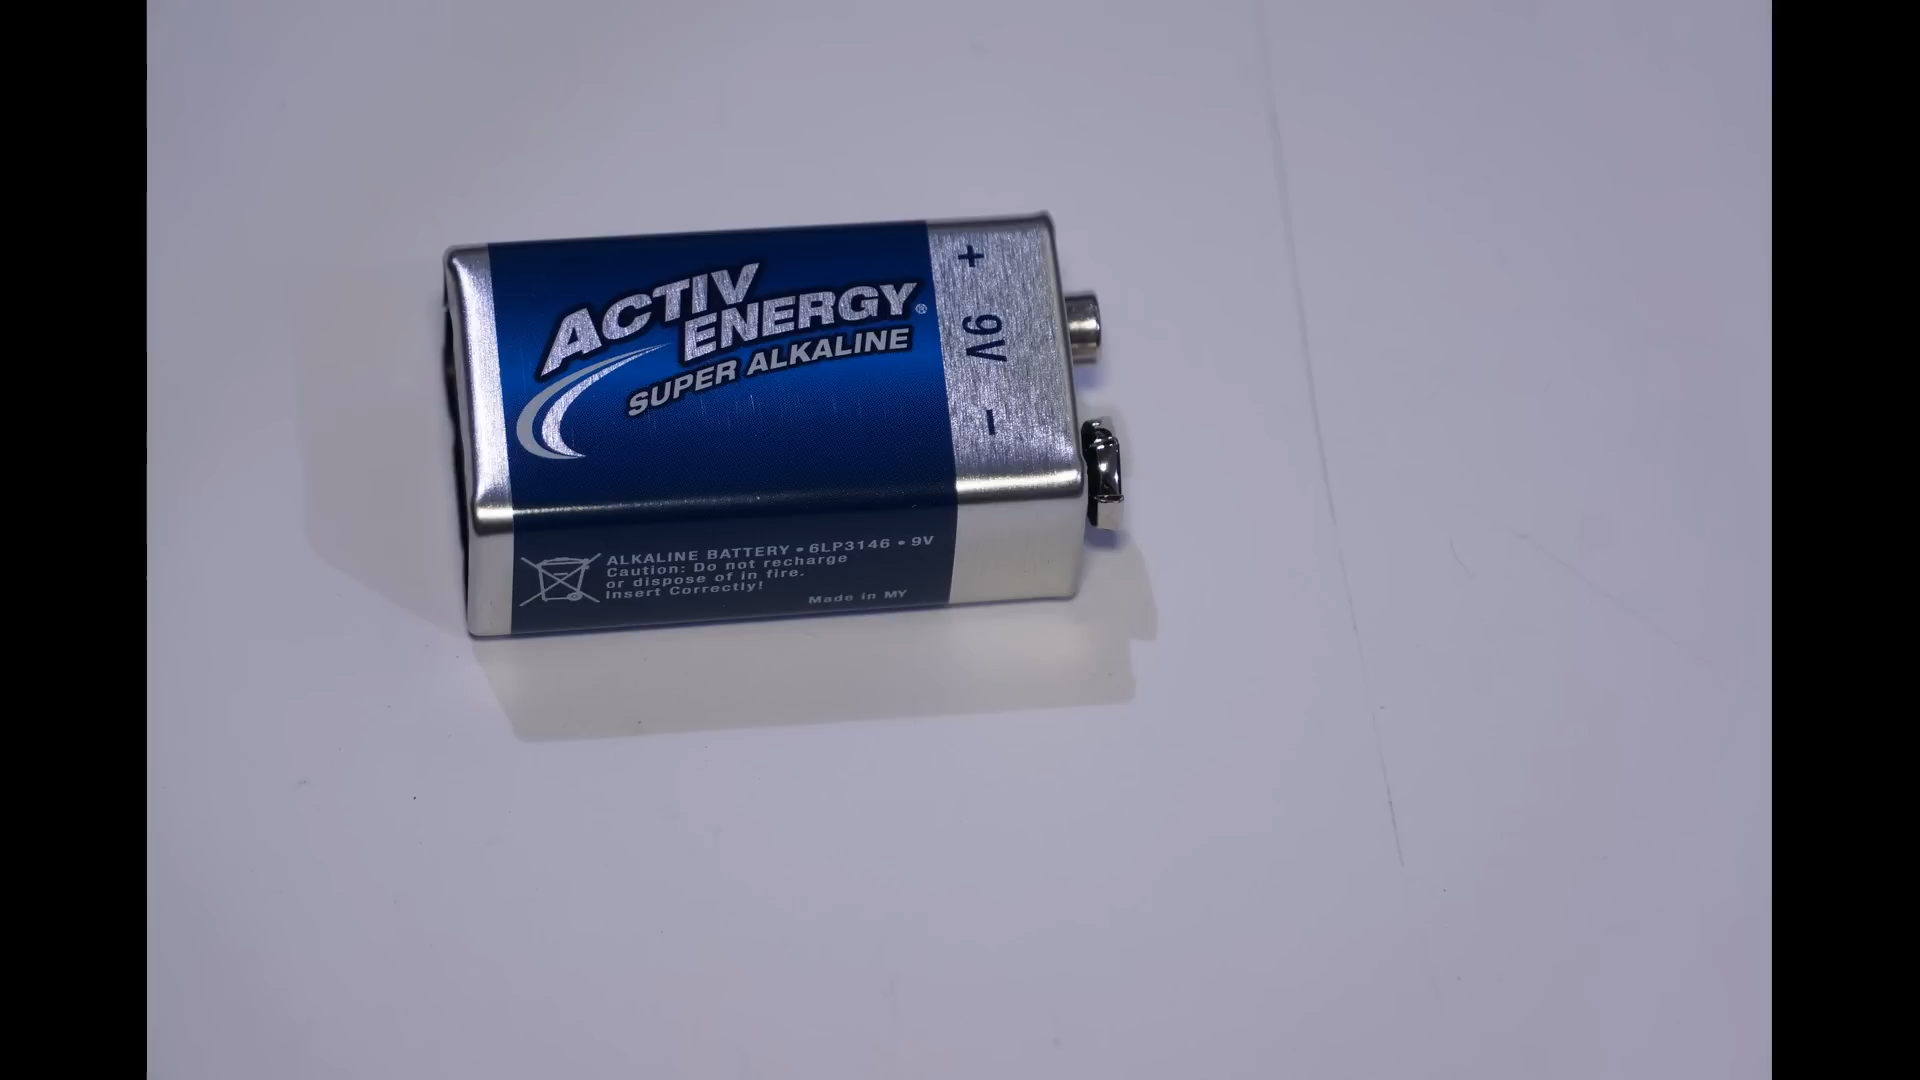 ACTIV
ENERGY®
SUPER ALKALINE
+ 9V -
ALKALINE BATTERY • 6LP3146 • 9V
Caution: Do not recharge
or dispose of in fire.
Insert Correctly!
Made in MY